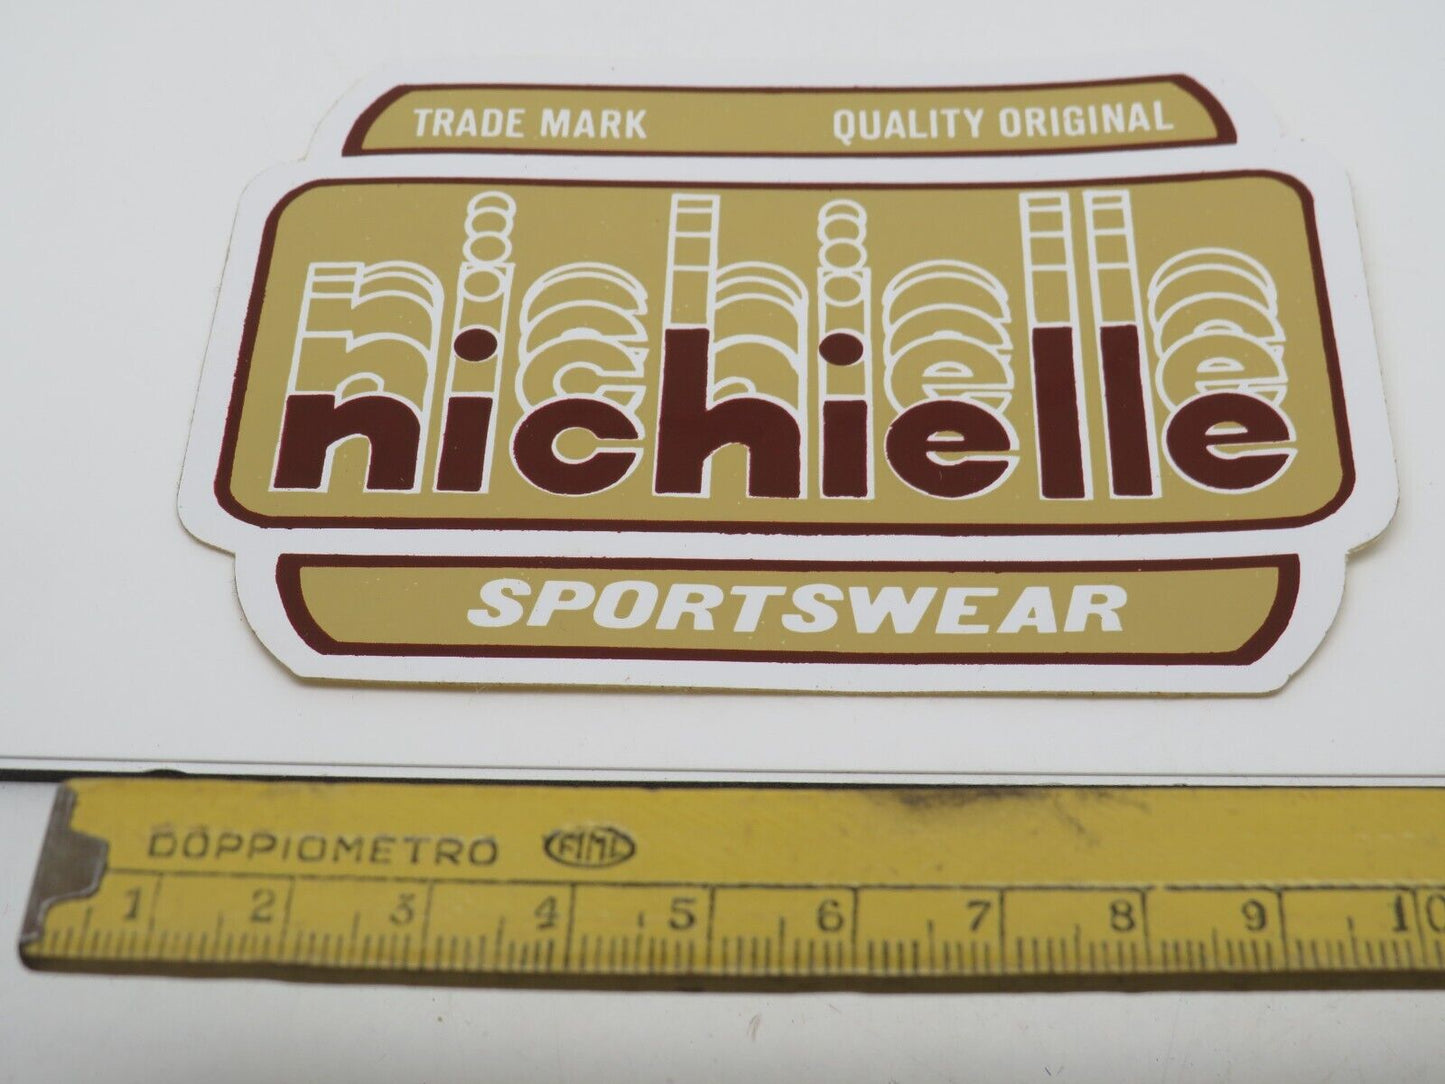 TRADE MARK QUALITY ORIGINAL
nichielle
SPORTSWEAR
DOPPIOMETRO
1 2 3 4 5 6 7 8 9 10